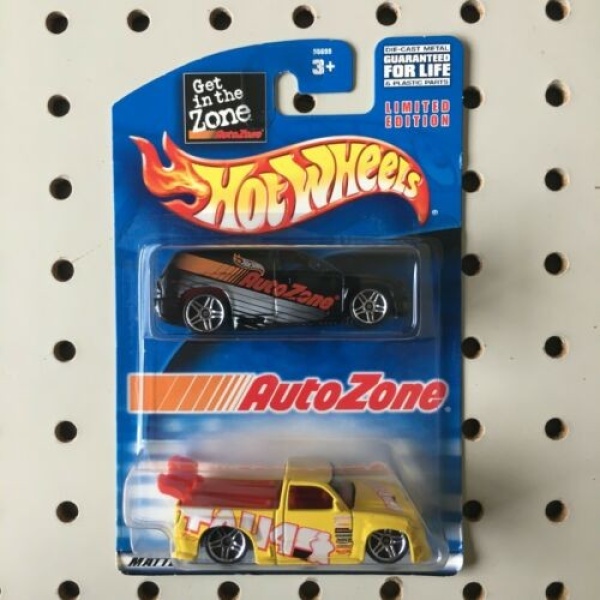 Get
in the
Zone
AutoZone
3+
DIE-CAST METAL
GUARANTEED
FOR LIFE
& PLASTIC PARTS
LIMITED
EDITION
HOT WHEELS
AutoZone
AutoZone